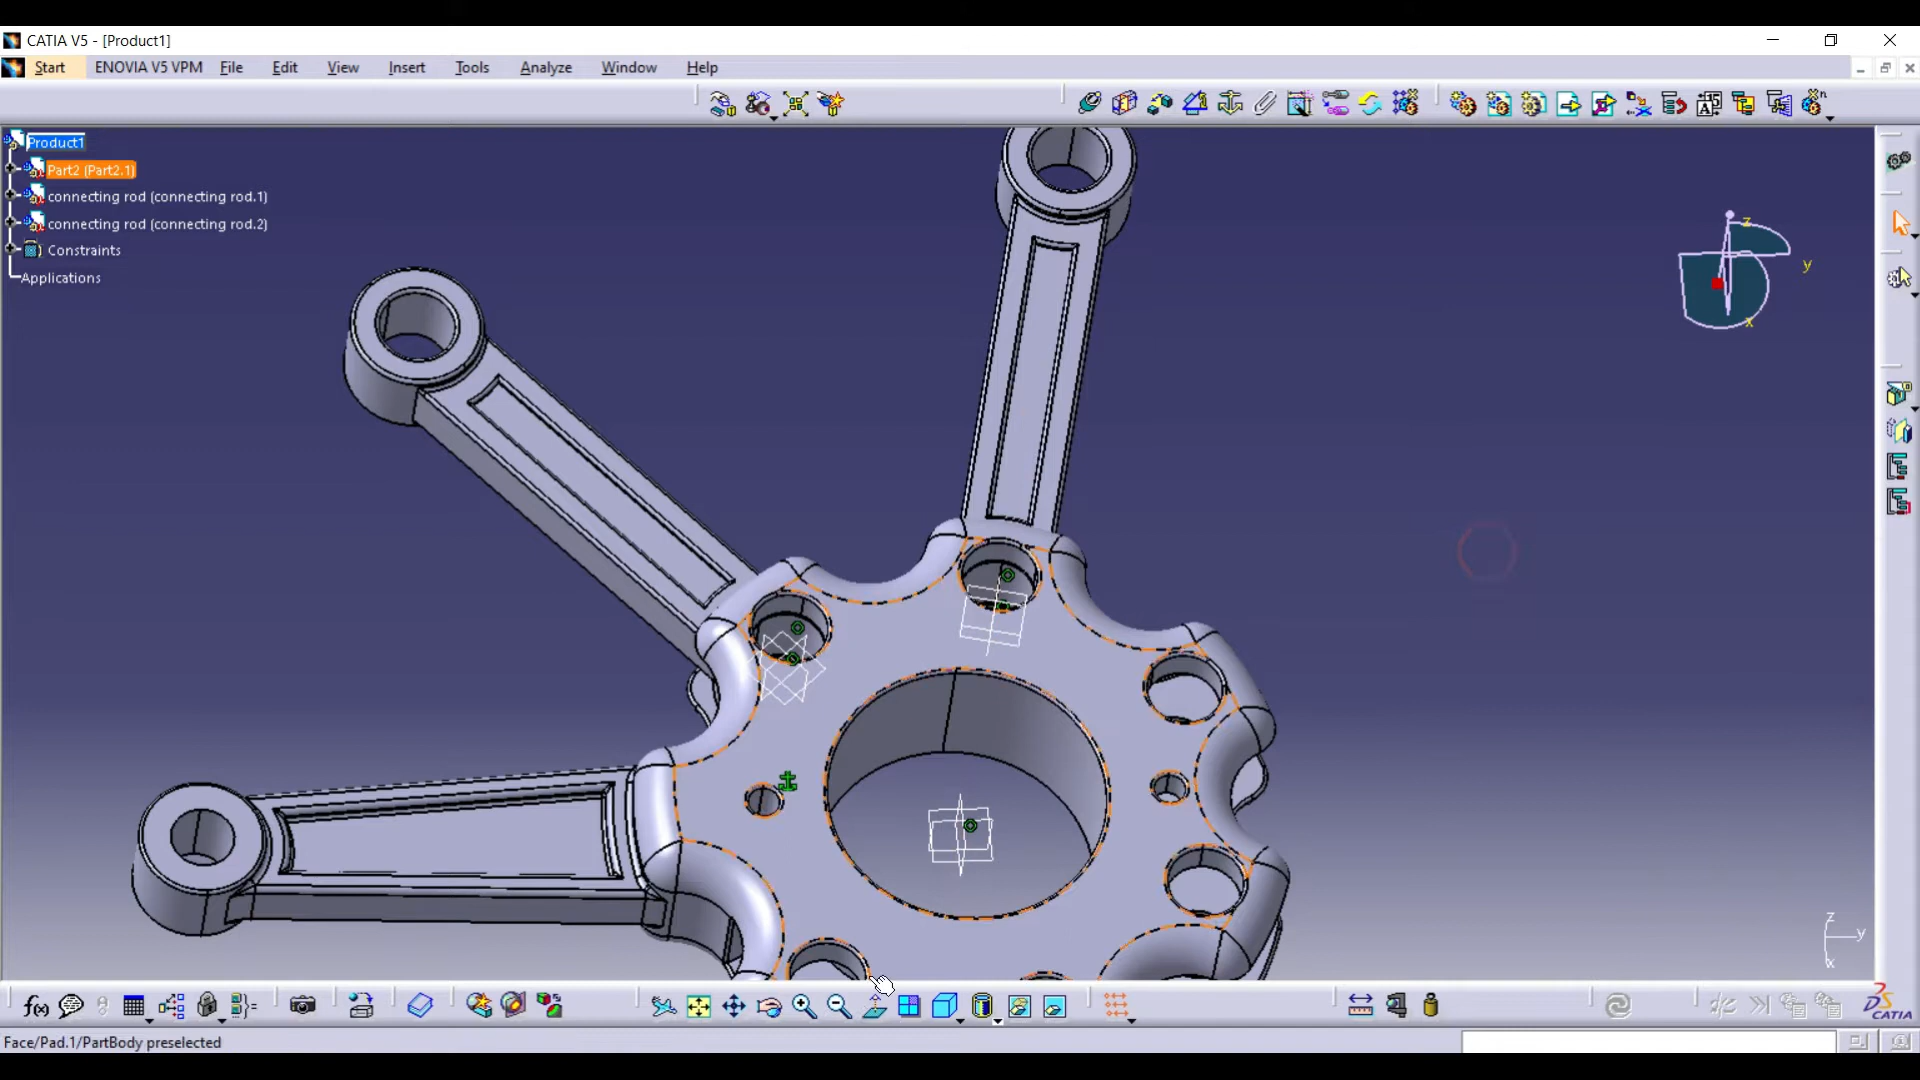 CATIA V5 - [Product1]
Start ENOVIA V5 VPM File Edit View Insert Tools Analyze Window Help
Product1
Part2 (Part2.1)
connecting rod (connecting rod.1)
connecting rod (connecting rod.2)
Constraints
Applications
z
y
x
z
y
x
f(x)
CATIA
Face/Pad.1/PartBody preselected